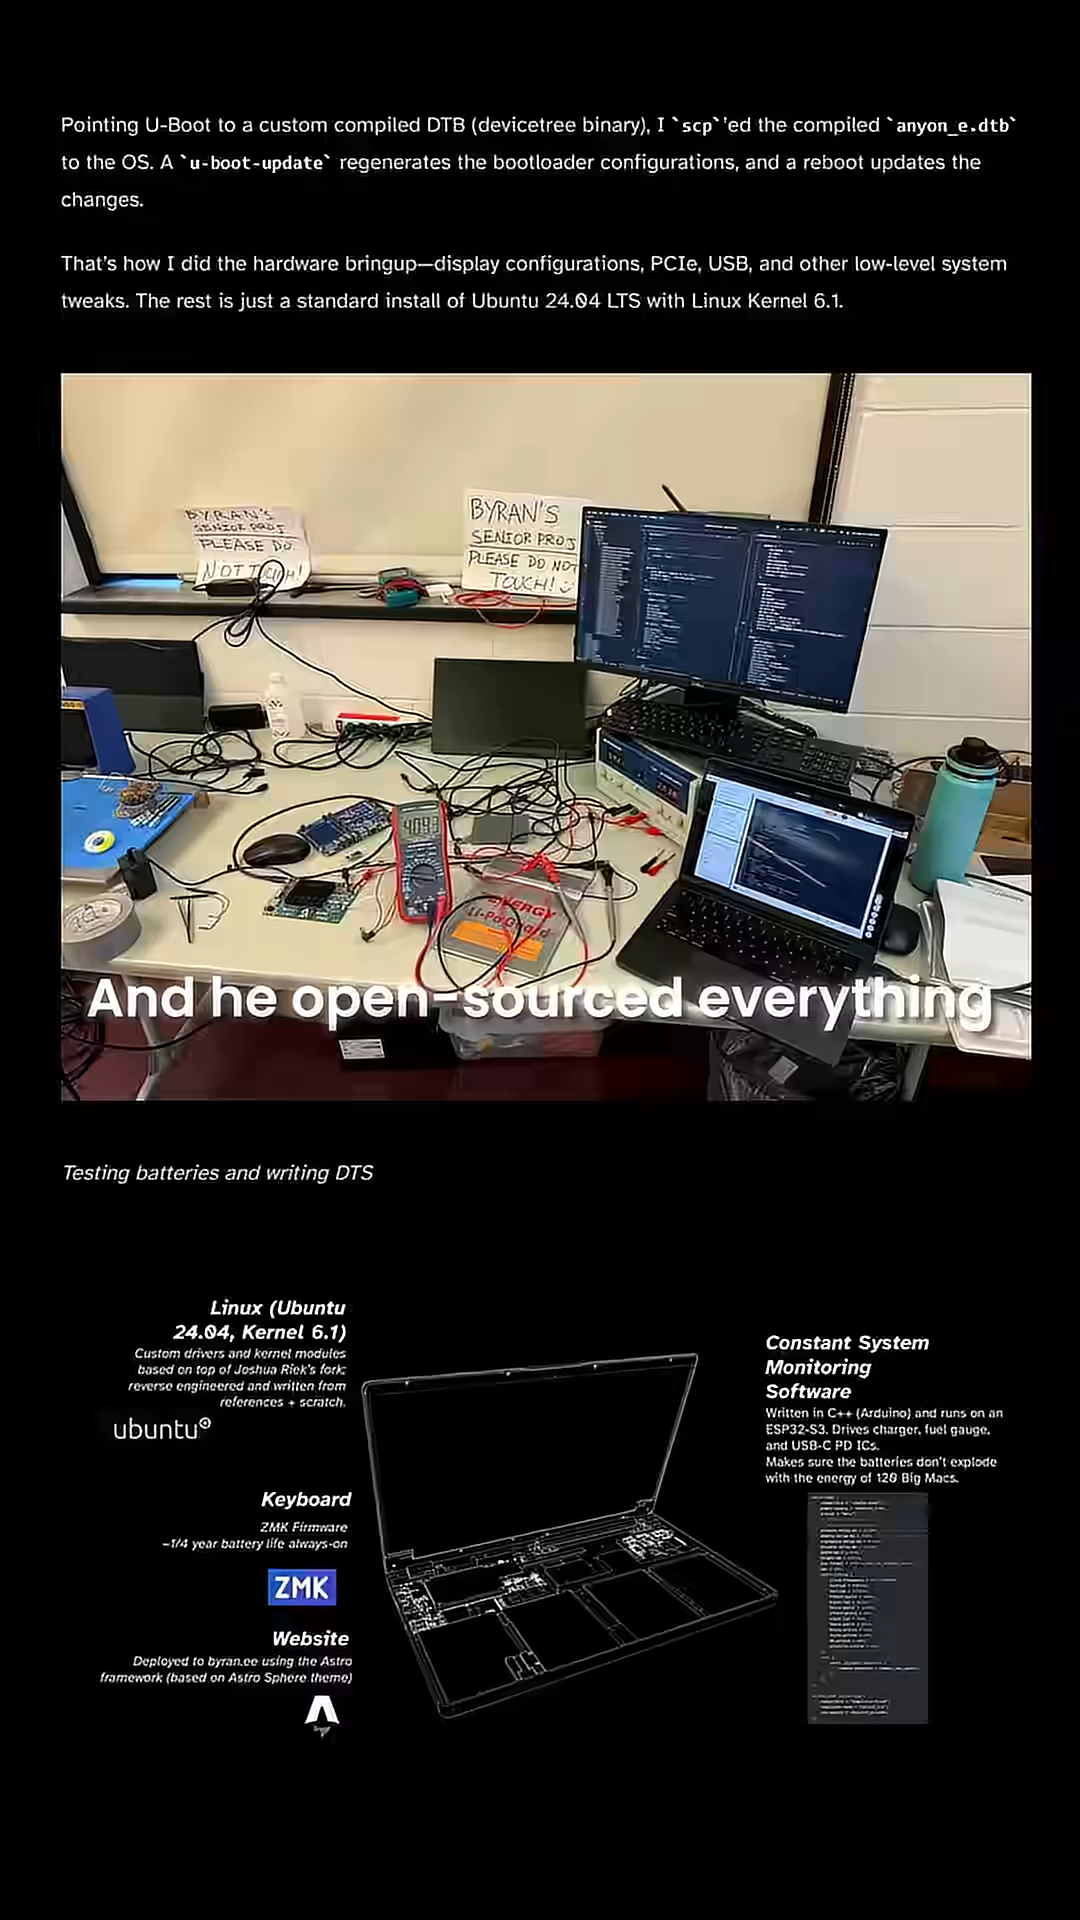 Pointing U-Boot to a custom compiled DTB (devicetree binary), I `scp`'ed the compiled `anyon_e.dtb`
to the OS. A `u-boot-update` regenerates the bootloader configurations, and a reboot updates the
changes.
That's how I did the hardware bringup—display configurations, PCIe, USB, and other low-level system
tweaks. The rest is just a standard install of Ubuntu 24.04 LTS with Linux Kernel 6.1.
BYRAN'S
SENIOR PROJ
PLEASE DO
NOT TOUCH!
BYRAN'S
SENIOR PROJ
PLEASE DO NOT
TOUCH!
4093
ENERGY
Li-PoGuard
And he open-sourced everything
Testing batteries and writing DTS
Linux (Ubuntu
24.04, Kernel 6.1)
Custom drivers and kernel modules
based on top of Joshua Riek's fork;
reverse engineered and written from
references + scratch.
ubuntu
Keyboard
ZMK Firmware
~1/4 year battery life always-on
ZMK
Website
Deployed to byran.ee using the Astro
framework (based on Astro Sphere theme)
Constant System
Monitoring
Software
Written in C++ (Arduino) and runs on an
ESP32-S3. Drives charger, fuel gauge,
and USB-C PD ICs.
Makes sure the batteries don't explode
with the energy of 120 Big Macs.